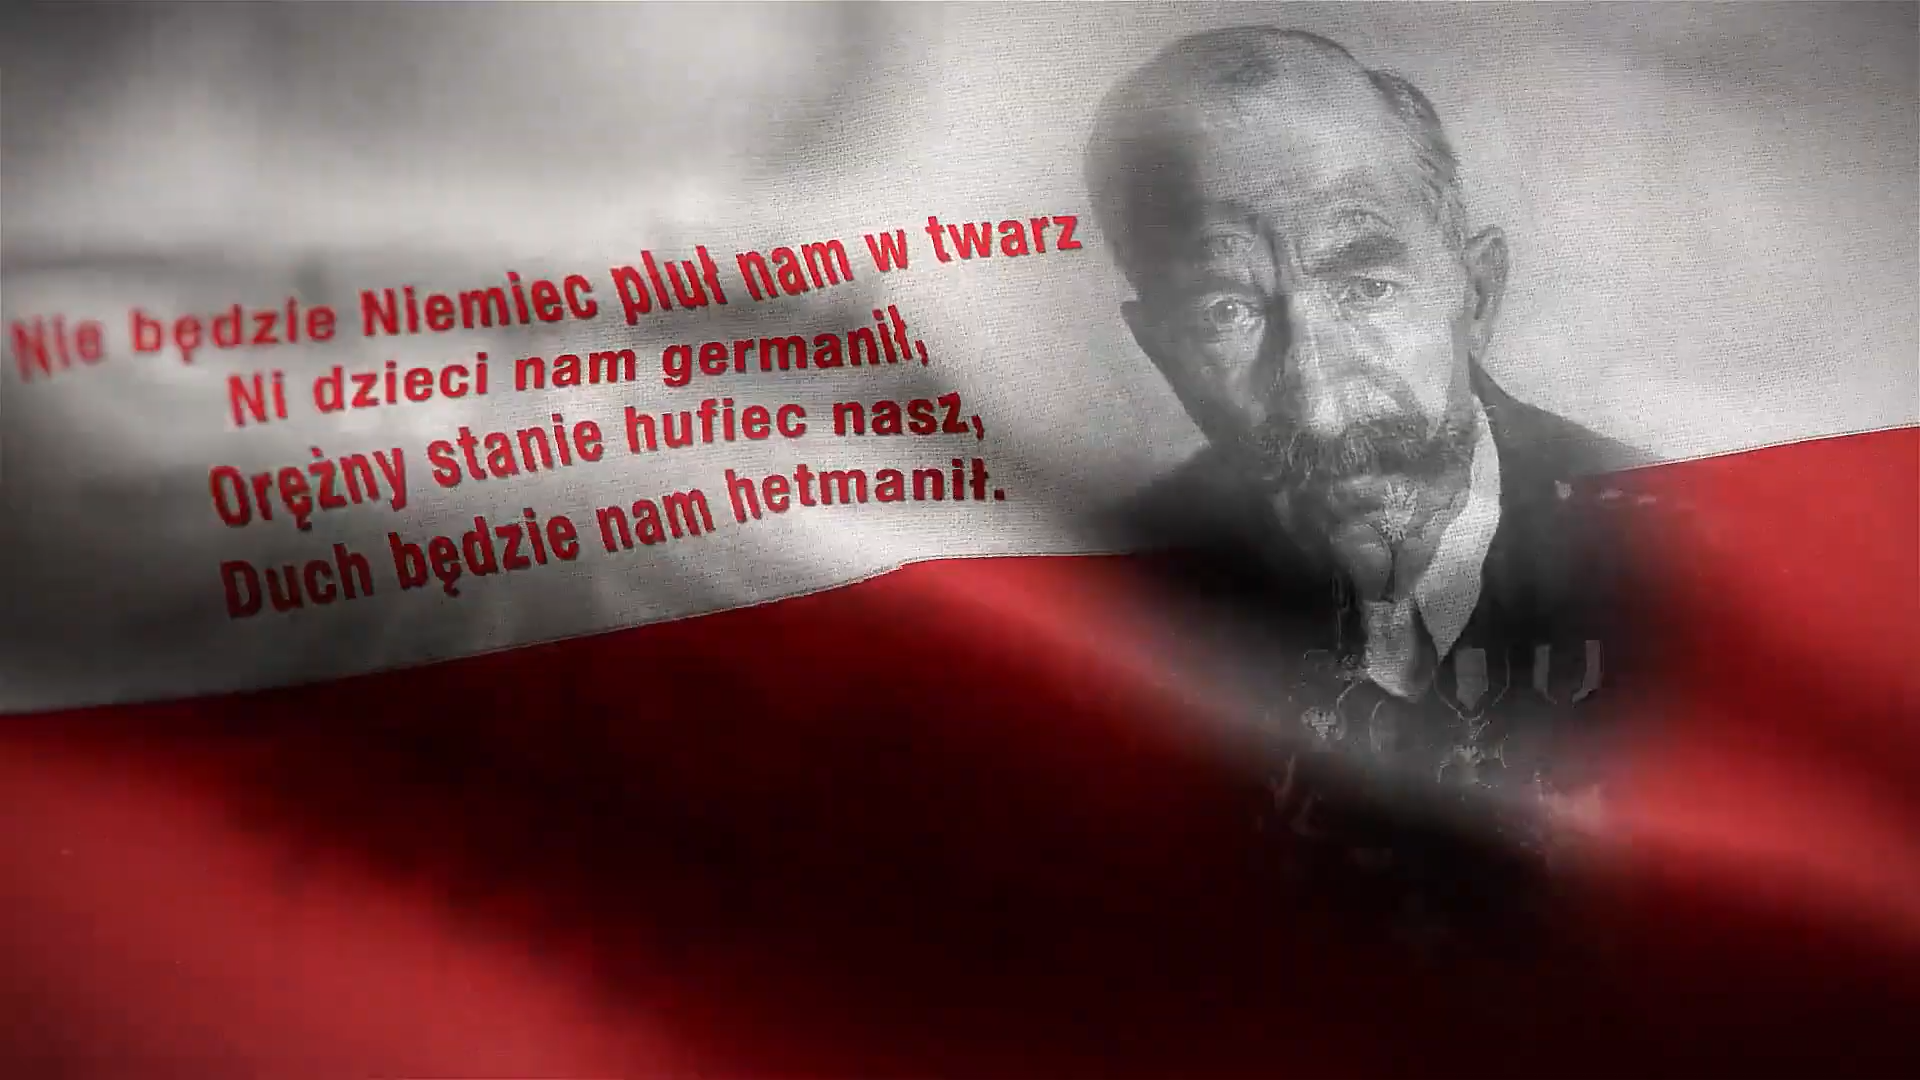 Nie będzie Niemiec pluł nam w twarz
Ni dzieci nam germanił,
Orężny stanie hufiec nasz,
Duch będzie nam hetmanił.